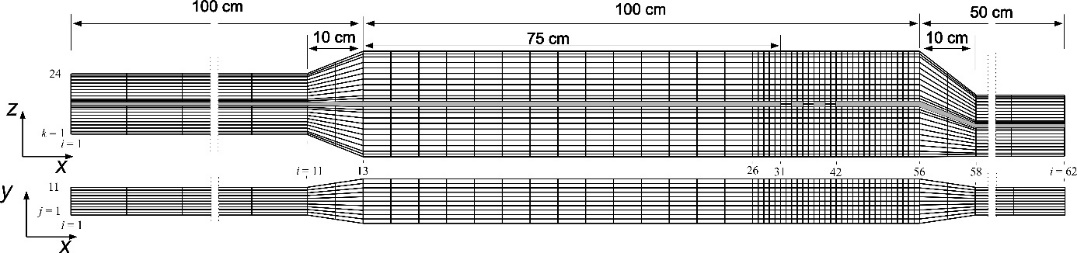 100 cm
100 cm
50 cm
10 cm
75 cm
10 cm
24
z
k = 1
i = 1
x
i = 11
13
26
31
42
56
58
i = 62
y
11
j = 1
i = 1
x